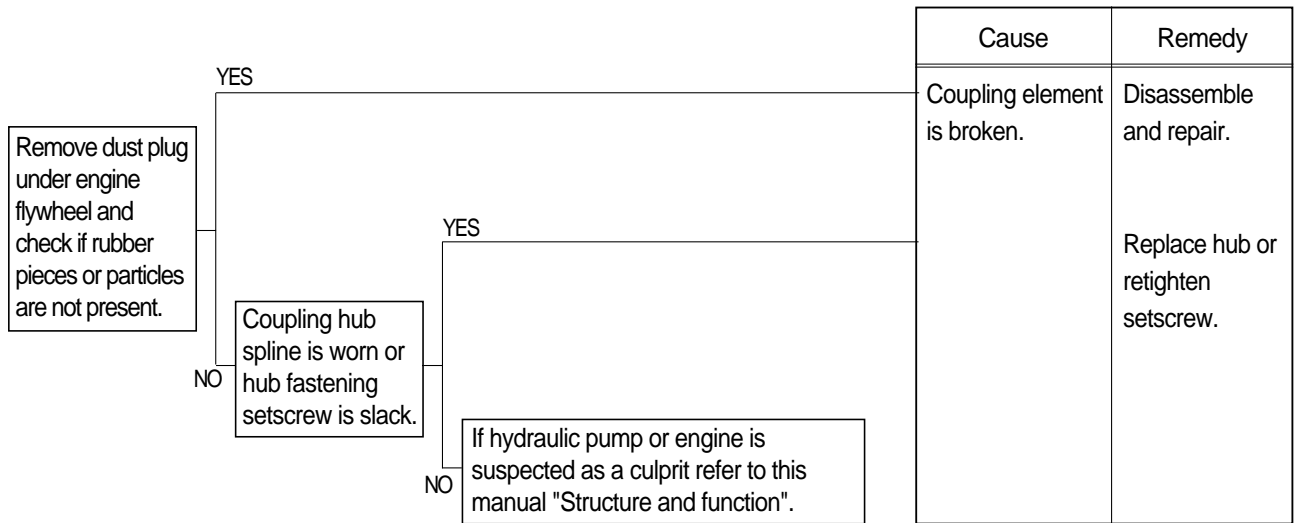 Cause
Remedy
YES
Coupling element
is broken.
Disassemble
and repair.
Remove dust plug
under engine
flywheel and
check if rubber
pieces or particles
are not present.
YES
Replace hub or
retighten
setscrew.
NO
Coupling hub
spline is worn or
hub fastening
setscrew is slack.
NO
If hydraulic pump or engine is
suspected as a culprit refer to this
manual "Structure and function".